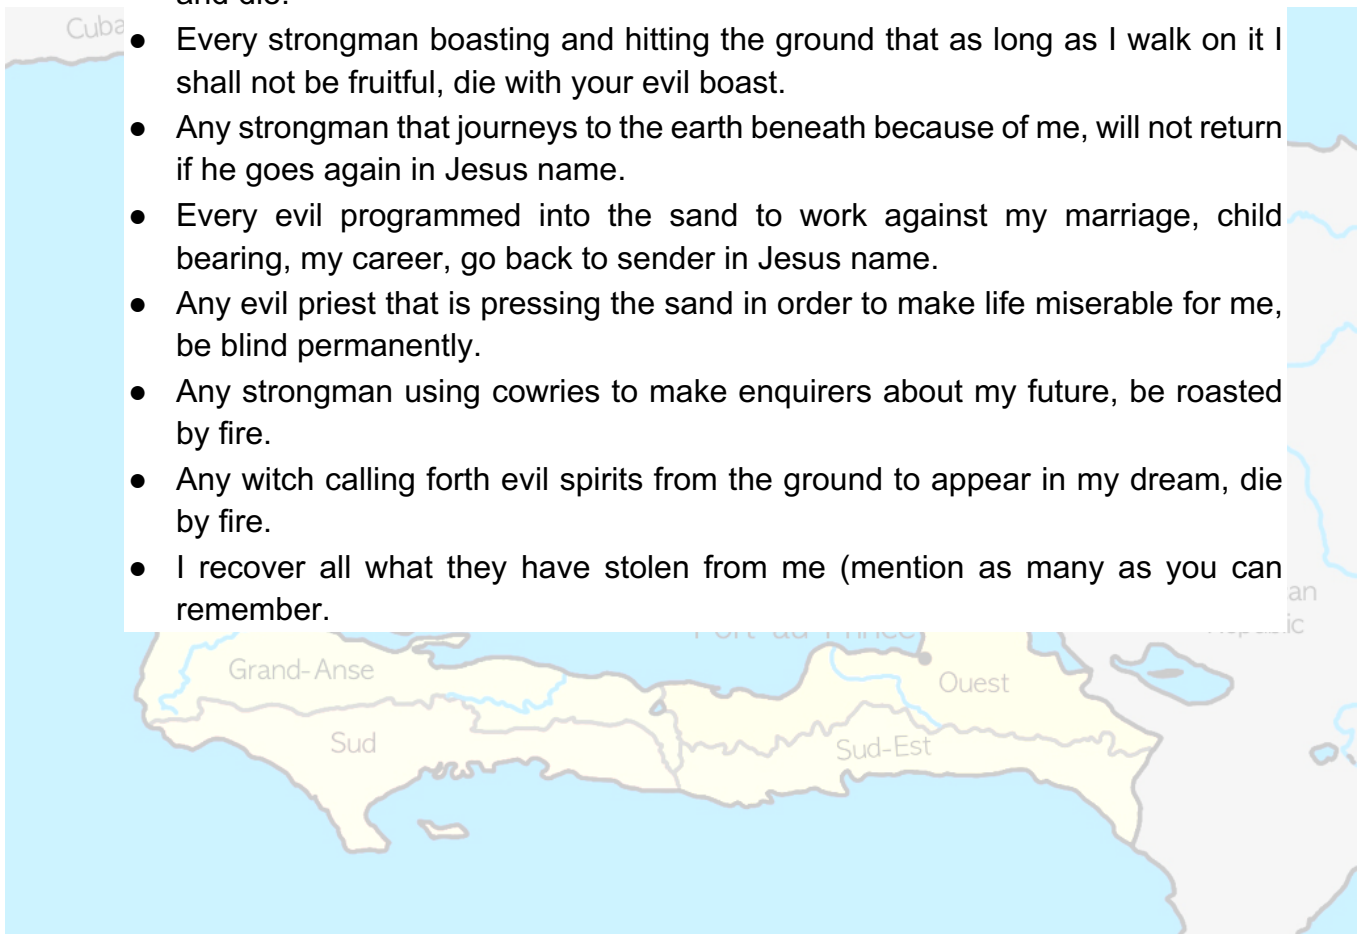 and die.
Cuba
● Every strongman boasting and hitting the ground that as long as I walk on it I
shall not be fruitful, die with your evil boast.
● Any strongman that journeys to the earth beneath because of me, will not return
if he goes again in Jesus name.
● Every evil programmed into the sand to work against my marriage, child
bearing, my career, go back to sender in Jesus name.
● Any evil priest that is pressing the sand in order to make life miserable for me,
be blind permanently.
● Any strongman using cowries to make enquirers about my future, be roasted
by fire.
● Any witch calling forth evil spirits from the ground to appear in my dream, die
by fire.
● I recover all what they have stolen from me (mention as many as you can
remember.
Port-au-Prince
Grand-Anse
Ouest
Sud
Sud-Est